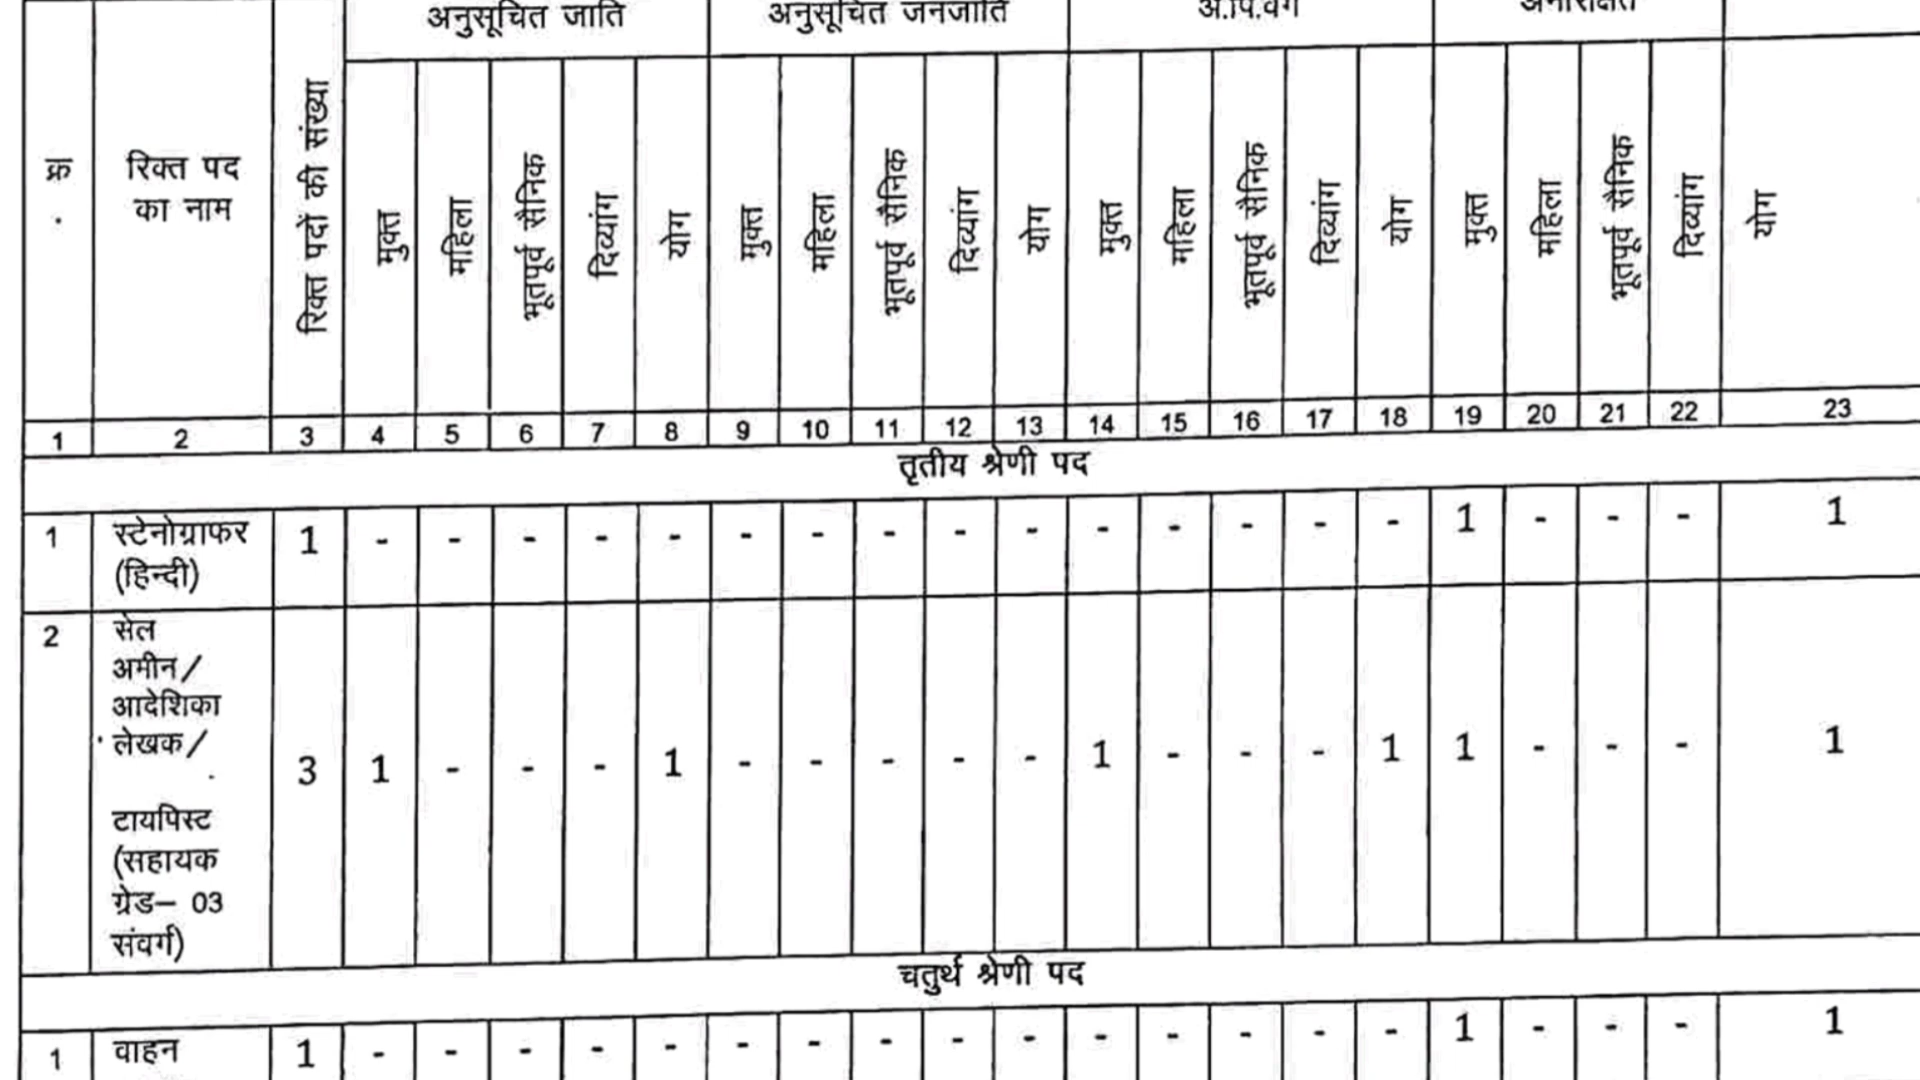 अनुसूचित जाति अनुसूचित जनजाति अ.पि.वर्ग अनारक्षित
क्र. रिक्त पद का नाम रिक्त पदों की संख्या मुक्त महिला भूतपूर्व सैनिक दिव्यांग योग मुक्त महिला भूतपूर्व सैनिक दिव्यांग योग मुक्त महिला भूतपूर्व सैनिक दिव्यांग योग मुक्त महिला भूतपूर्व सैनिक दिव्यांग योग
1 2 3 4 5 6 7 8 9 10 11 12 13 14 15 16 17 18 19 20 21 22 23
तृतीय श्रेणी पद
1 स्टेनोग्राफर 1 - - - - - - - - - - - - - - - 1 - - - 1
(हिन्दी)
2 सेल
अमीन/
आदेशिका
लेखक/
3 1 - - - 1 - - - - - 1 - - - 1 1 - - - 1
टायपिस्ट
(सहायक
ग्रेड– 03
संवर्ग)
चतुर्थ श्रेणी पद
1 वाहन 1 - - - - - - - - - - - - - - - 1 - - - 1